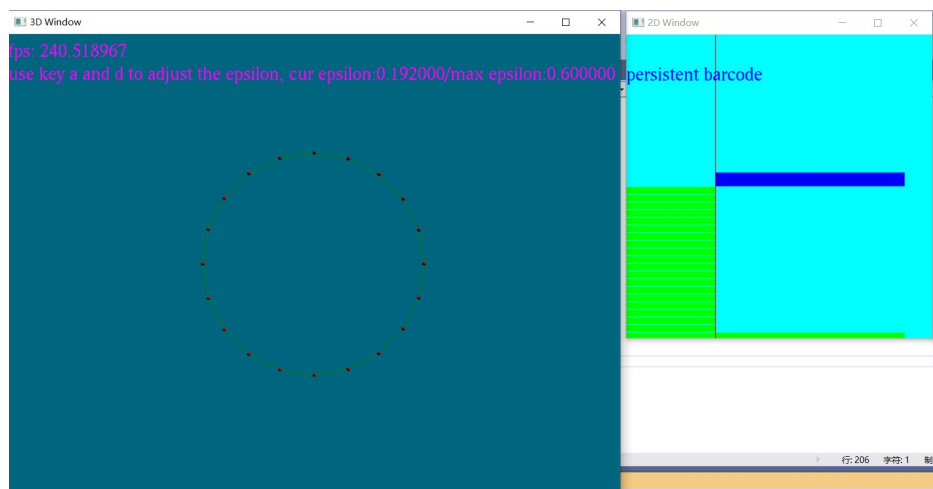 3D Window
2D Window
fps: 240.518967
use key a and d to adjust the epsilon, cur epsilon:0.192000/max epsilon:0.600000
persistent barcode
行: 206 字符: 1 制